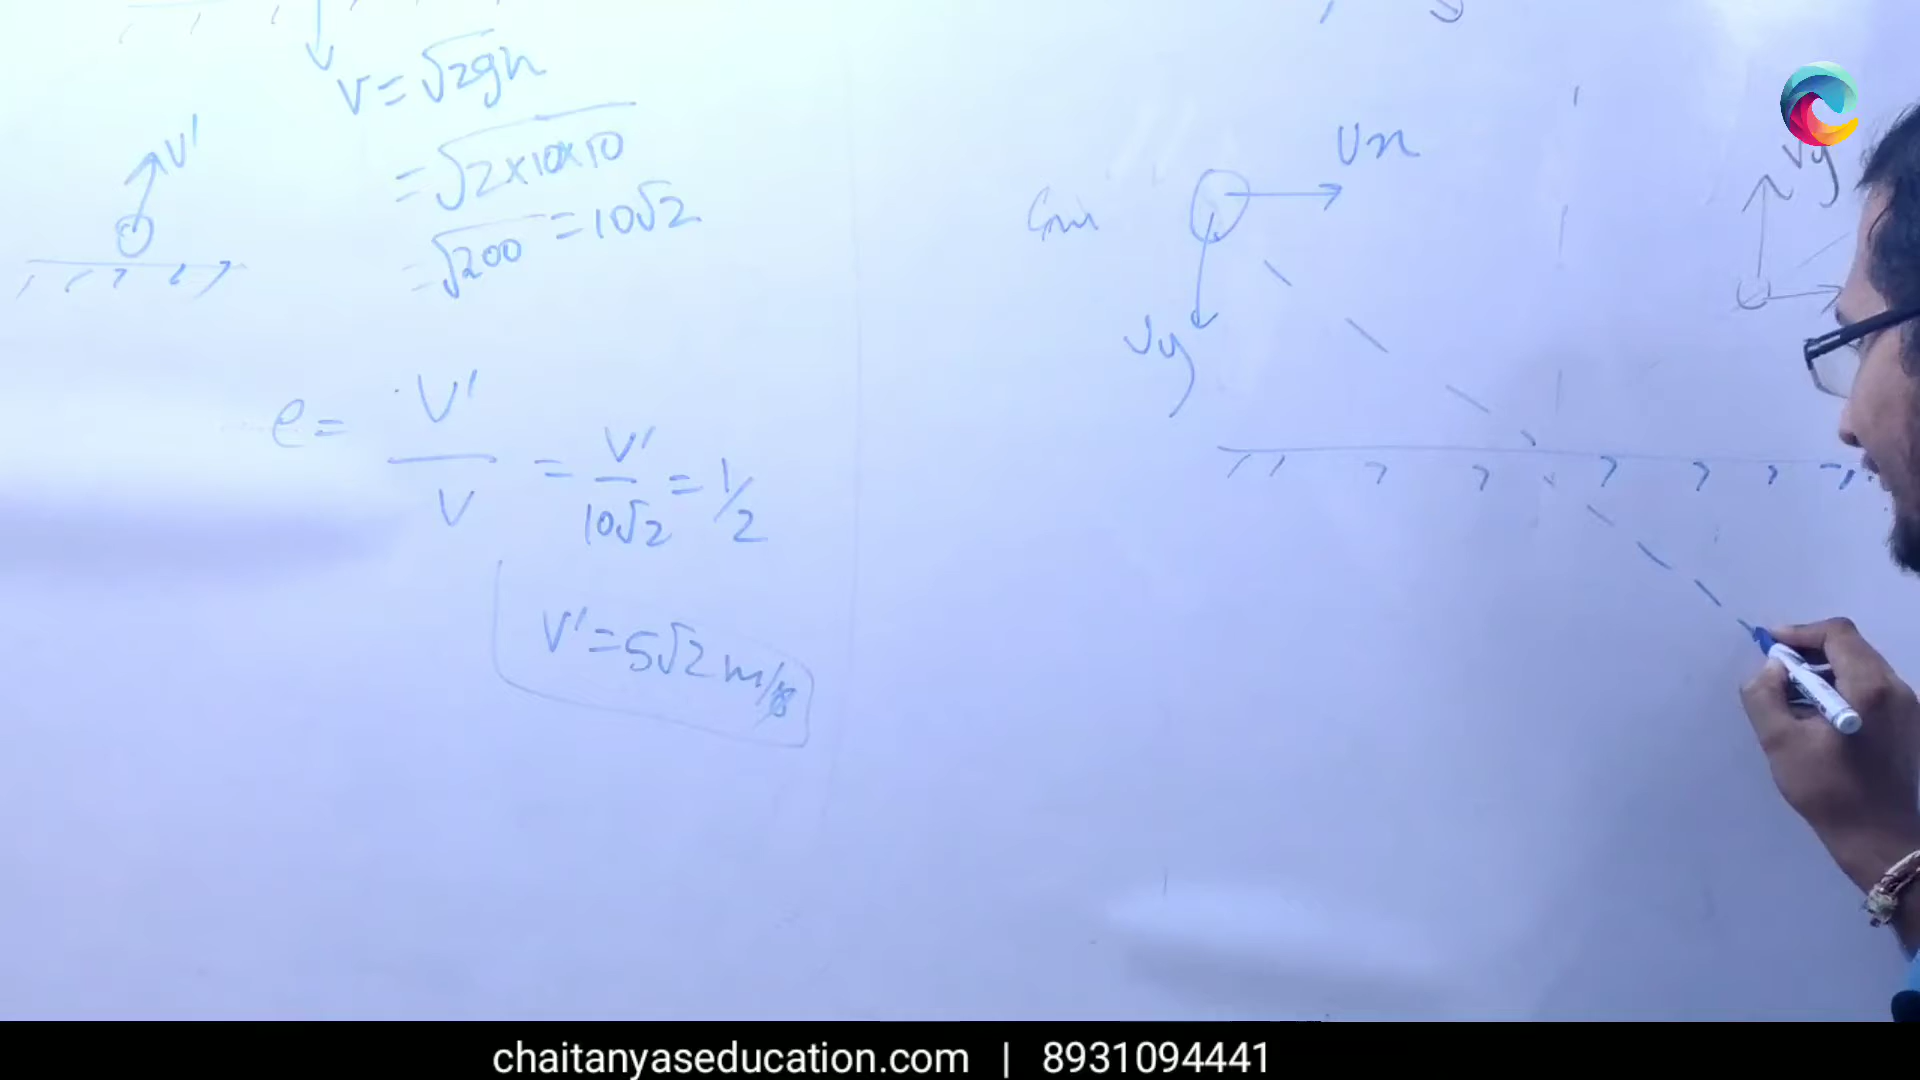 V = √2gh
= √2×10×10
= √200 = 10√2
V'
e = V'/V = V'/10√2 = 1/2
V' = 5√2 m/s
Vx
Vy
Vy
chaitanyaseducation.com | 8931094441